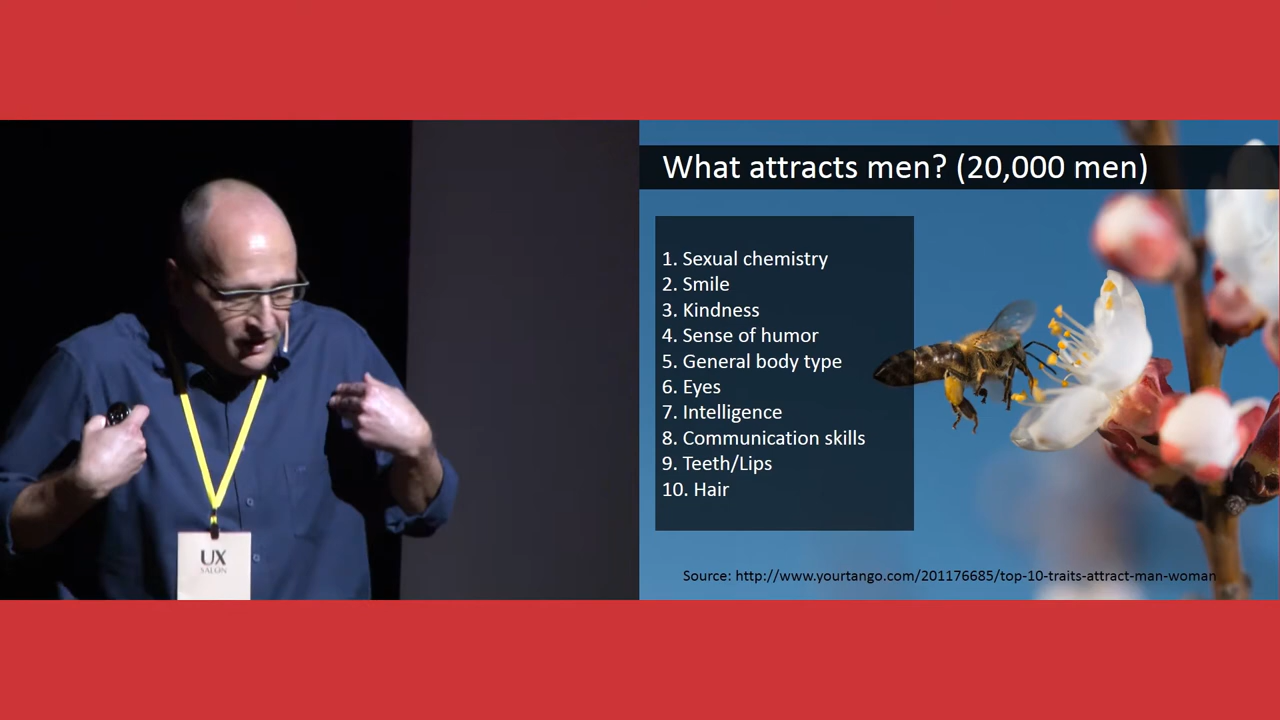 What attracts men? (20,000 men)
1. Sexual chemistry
2. Smile
3. Kindness
4. Sense of humor
5. General body type
6. Eyes
7. Intelligence
8. Communication skills
9. Teeth/Lips
10. Hair
Source: http://www.yourtango.com/201176685/top-10-traits-attract-man-woman
UX
SALON